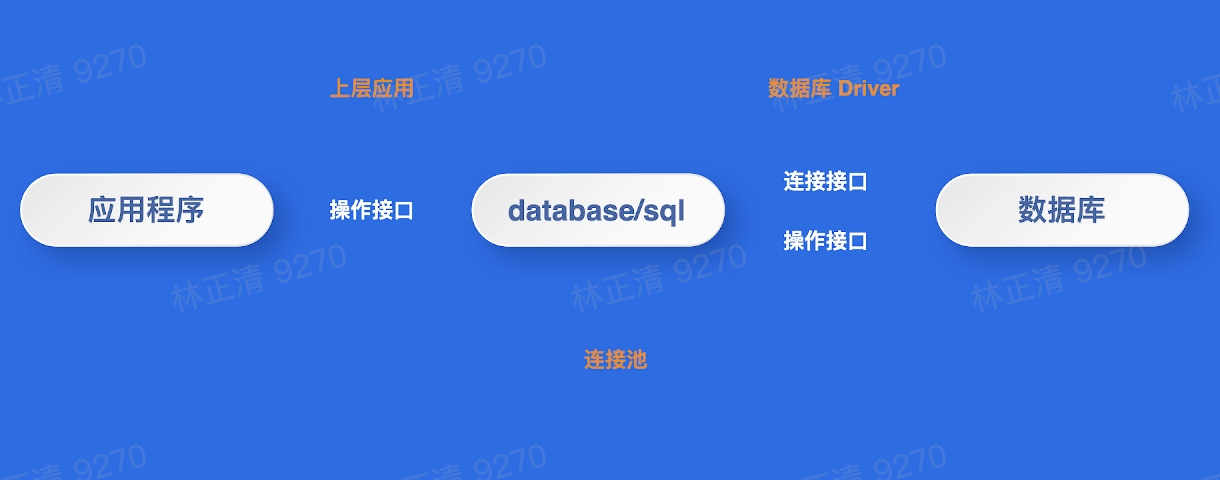 林正清 9270
林正清 9270
林正清 9270
上层应用
数据库 Driver
应用程序
操作接口
database/sql
连接接口
操作接口
数据库
林正清 9270
林正清 9270
林正清 9270
连接池
林正清 9270
林正清 9270
林正清 9270